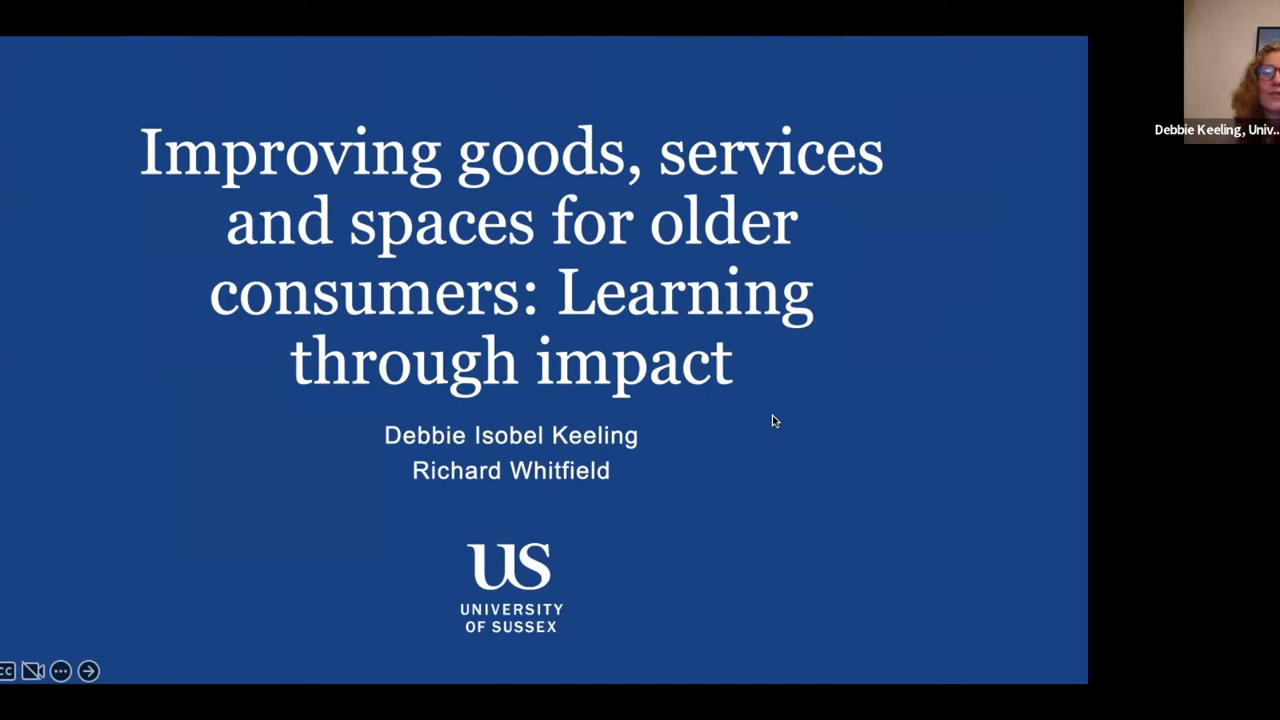 Improving goods, services
and spaces for older
consumers: Learning
through impact
Debbie Isobel Keeling
Richard Whitfield
US
UNIVERSITY
OF SUSSEX
Debbie Keeling, Univ...
CC